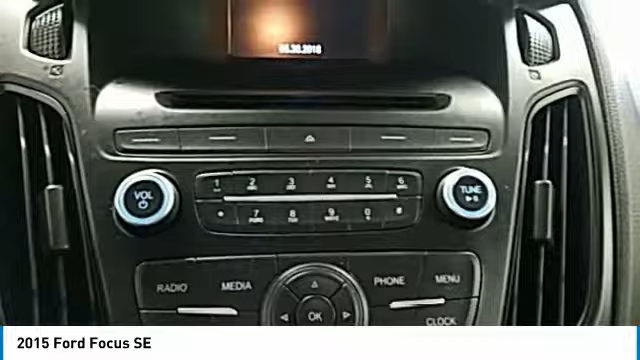 05.30.2018
VOL
1 2 3 4 5 6
* 7 8 9 0 #
TUNE
RADIO MEDIA PHONE MENU
OK
CLOCK
2015 Ford Focus SE